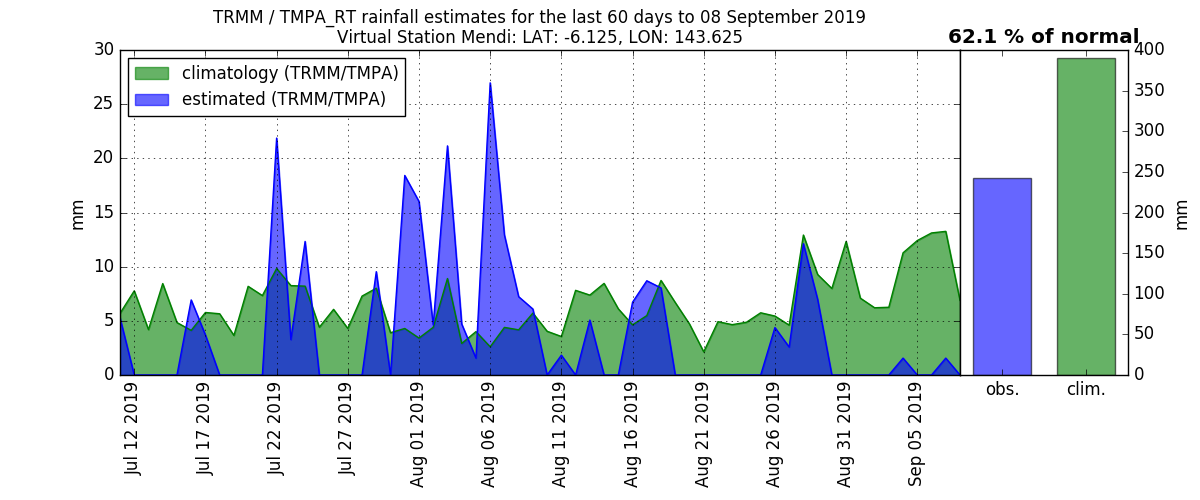 TRMM / TMPA_RT rainfall estimates for the last 60 days to 08 September 2019
Virtual Station Mendi: LAT: -6.125, LON: 143.625
62.1 % of normal
climatology (TRMM/TMPA)
estimated (TRMM/TMPA)
mm
30
25
20
15
10
5
0
Jul 12 2019
Jul 17 2019
Jul 22 2019
Jul 27 2019
Aug 01 2019
Aug 06 2019
Aug 11 2019
Aug 16 2019
Aug 21 2019
Aug 26 2019
Aug 31 2019
Sep 05 2019
obs.
clim.
400
350
300
250
200
150
100
50
0
mm